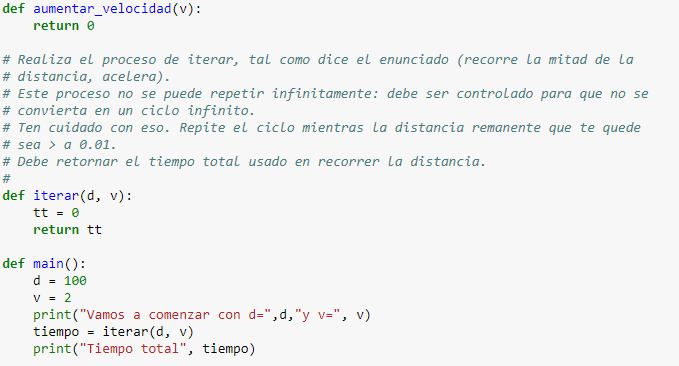 def aumentar_velocidad(v):
    return 0
# Realiza el proceso de iterar, tal como dice el enunciado (recorre la mitad de la
# distancia, acelera).
# Este proceso no se puede repetir infinitamente: debe ser controlado para que no se
# convierta en un ciclo infinito.
# Ten cuidado con eso. Repite el ciclo mientras la distancia remanente que te quede
# sea > a 0.01.
# Debe retornar el tiempo total usado en recorrer la distancia.
#
def iterar(d, v):
    tt = 0
    return tt
def main():
    d = 100
    v = 2
    print("Vamos a comenzar con d=",d,"y v=", v)
    tiempo = iterar(d, v)
    print("Tiempo total", tiempo)